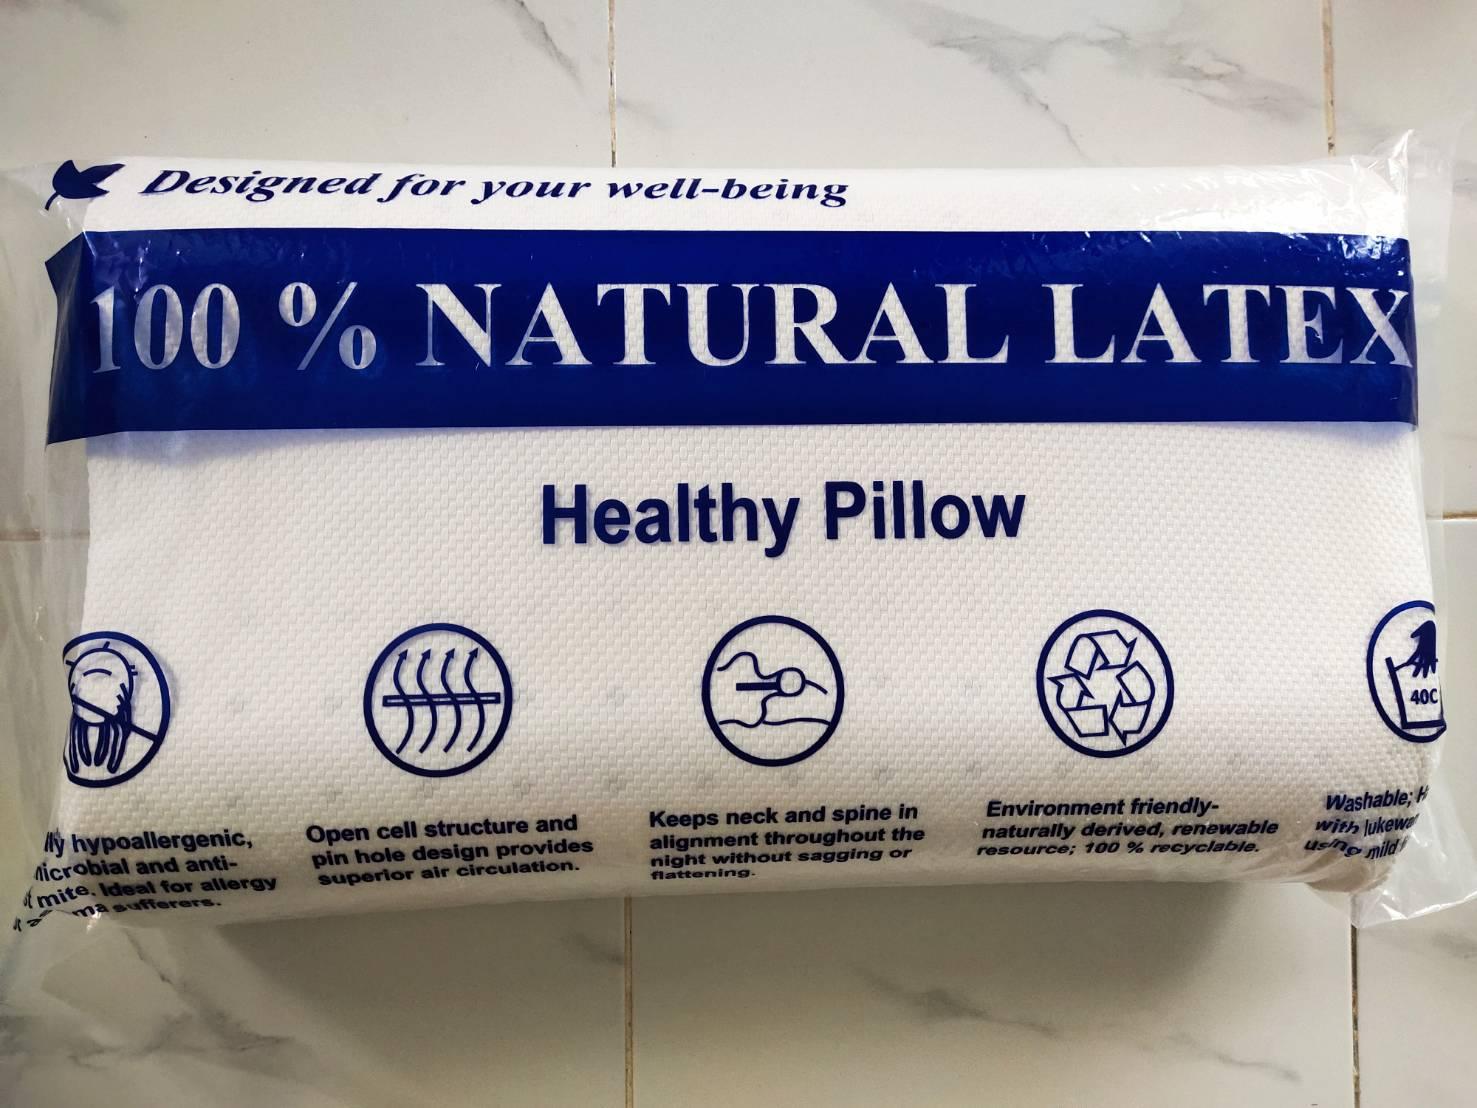 Designed for your well-being
100 % NATURAL LATEX
Healthy Pillow
40C
hypoallergenic,
and anti-
mite. Ideal for allergy
sufferers.
Open cell structure and
pin hole design provides
superior air circulation.
Keeps neck and spine in
alignment throughout the
night without sagging or
flattening.
Environment friendly-
naturally derived, renewable
resource; 100 % recyclable.
Washable;
with
using mild